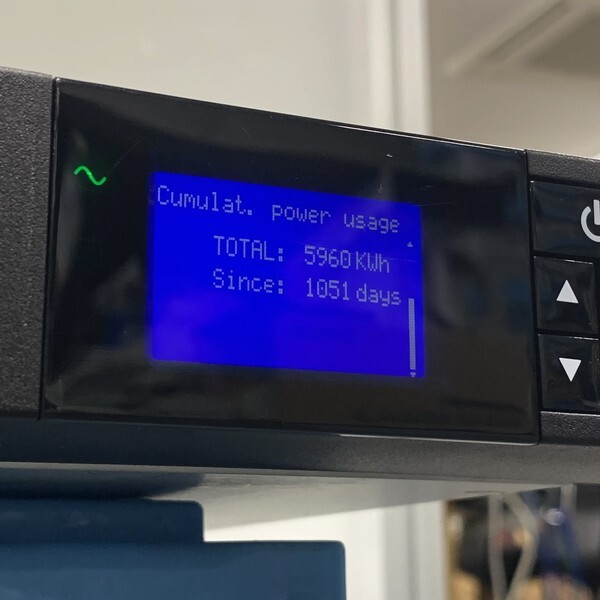 Cumulat. power usage
TOTAL: 5960 KWh
Since: 1051 days